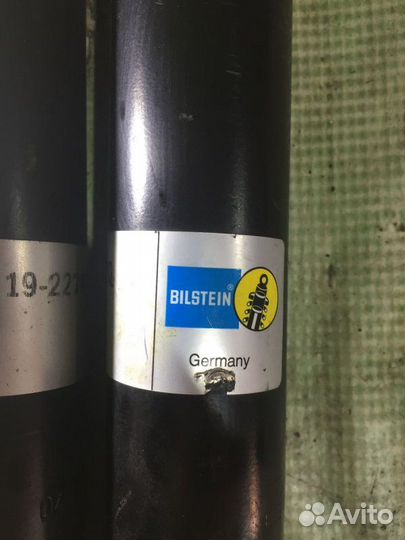 19-22
BILSTEIN®
Germany
Avito